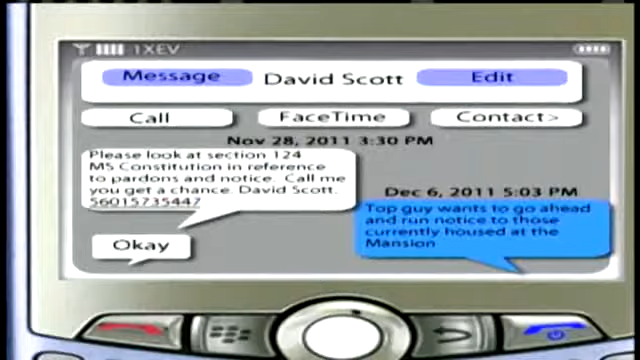 1XEV
Message David Scott Edit
Call FaceTime Contact>
Nov 28, 2011 3:30 PM
Please look at section 124
MS Constitution in reference
to pardons and notice. Call me
you get a chance. David Scott.
56015735447
Okay
Dec 6, 2011 5:03 PM
Top guy wants to go ahead
and run notice to those
currently housed at the
Mansion